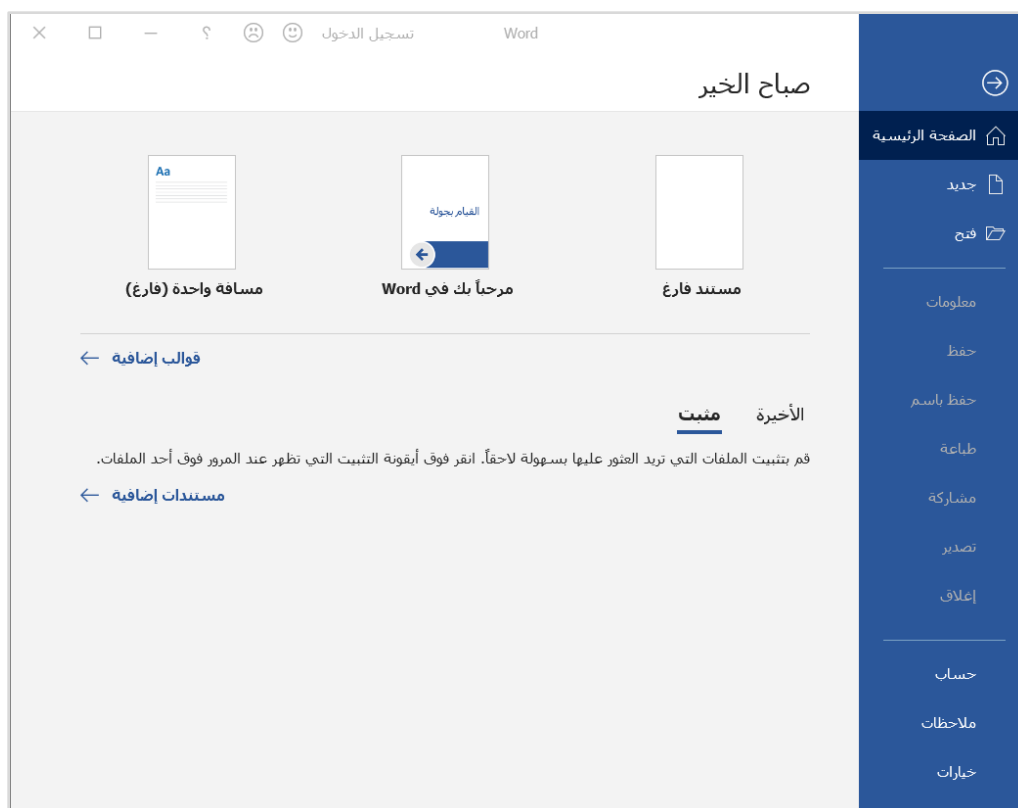 Word
تسجيل الدخول
؟
صباح الخير
الصفحة الرئيسية
جديد
فتح
معلومات
حفظ
حفظ باسم
طباعة
مشاركة
تصدير
إغلاق
حساب
ملاحظات
خيارات
القيام بجولة
Aa
مستند فارغ
مرحباً بك في Word
مسافة واحدة (فارغ)
قوالب إضافية
الأخيرة
مثبت
قم بتثبيت الملفات التي تريد العثور عليها بسهولة لاحقاً. انقر فوق أيقونة التثبيت التي تظهر عند المرور فوق أحد الملفات.
مستندات إضافية